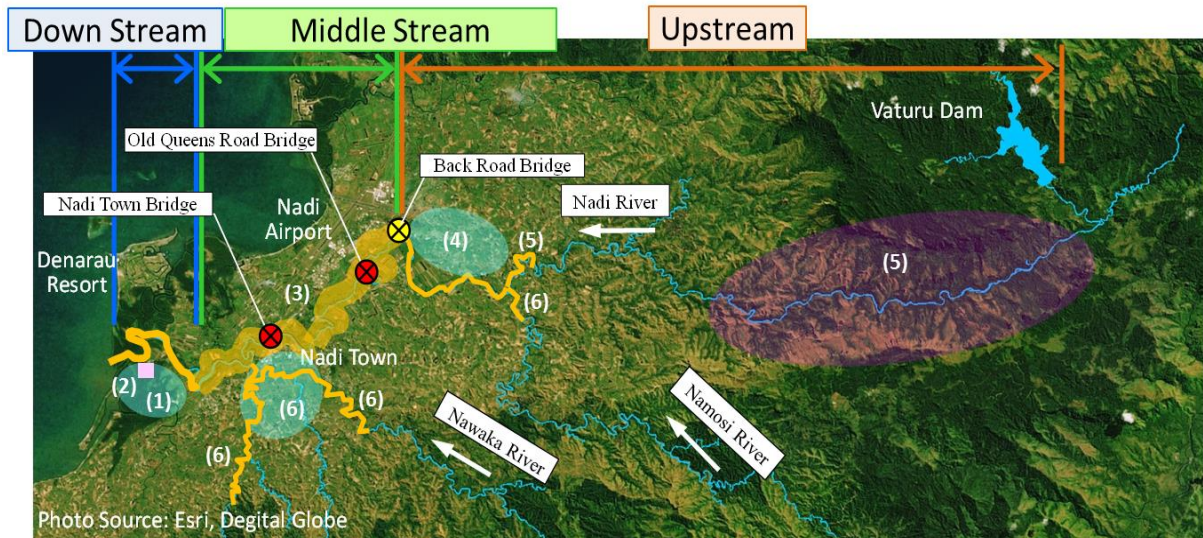 Down Stream
Middle Stream
Upstream
Vaturu Dam
Old Queens Road Bridge
Back Road Bridge
Nadi Town Bridge
Nadi
Airport
Nadi River
Denarau
Resort
(4)
(5)
(5)
(3)
(6)
Nadi Town
(2)
(1)
(6)
(6)
(6)
Nawaka River
Namosi River
Photo Source: Esri, Degital Globe